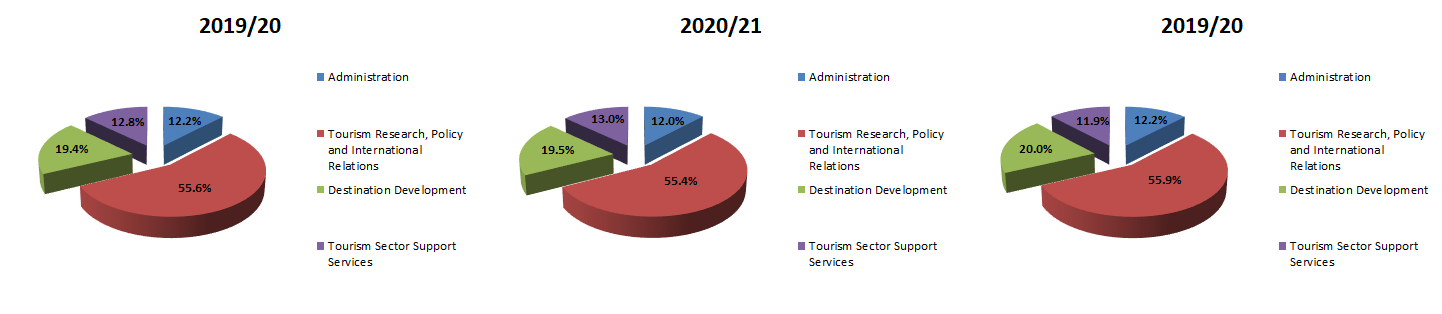 2019/20
Administration
Tourism Research, Policy
and International
Relations
Destination Development
Tourism Sector Support
Services
12.2%
55.6%
19.4%
12.8%
2020/21
Administration
Tourism Research, Policy
and International
Relations
Destination Development
Tourism Sector Support
Services
12.0%
55.4%
19.5%
13.0%
2019/20
Administration
Tourism Research, Policy
and International
Relations
Destination Development
Tourism Sector Support
Services
12.2%
55.9%
20.0%
11.9%